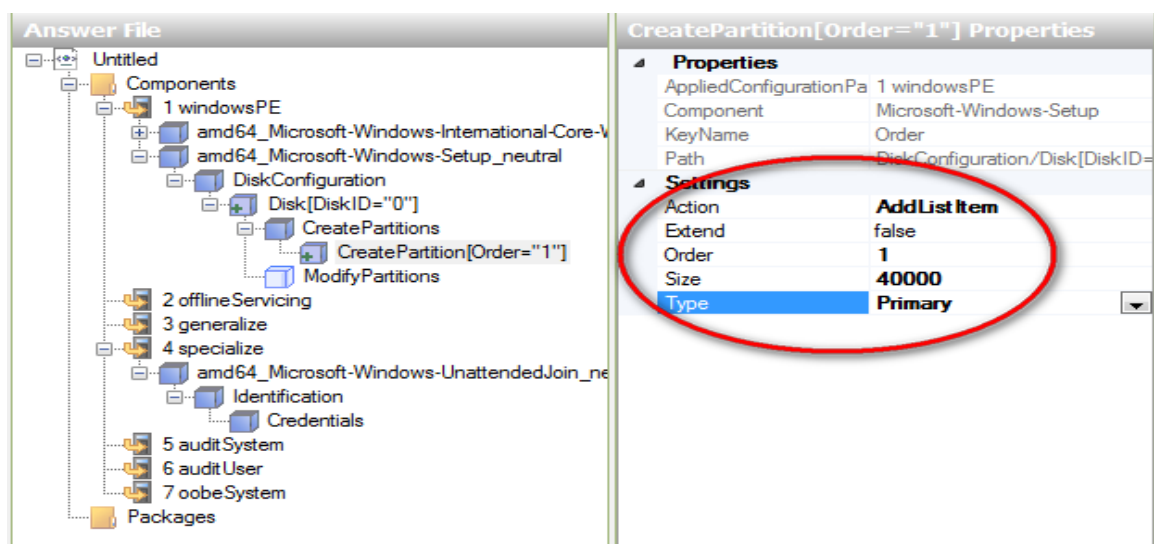 Answer File
Untitled
Components
1 windowsPE
amd64_Microsoft-Windows-International-Core-
amd64_Microsoft-Windows-Setup_neutral
DiskConfiguration
Disk[DiskID="0"]
CreatePartitions
CreatePartition[Order="1"]
ModifyPartitions
2 offlineServicing
3 generalize
4 specialize
amd64_Microsoft-Windows-UnattendedJoin_ne
Identification
Credentials
5 auditSystem
6 auditUser
7 oobeSystem
Packages
CreatePartition[Order="1"] Properties
Properties
AppliedConfigurationPa 1 windowsPE
Component Microsoft-Windows-Setup
KeyName Order
Path DiskConfiguration/Disk[DiskID=
Settings
Action AddListItem
Extend false
Order 1
Size 40000
Type Primary